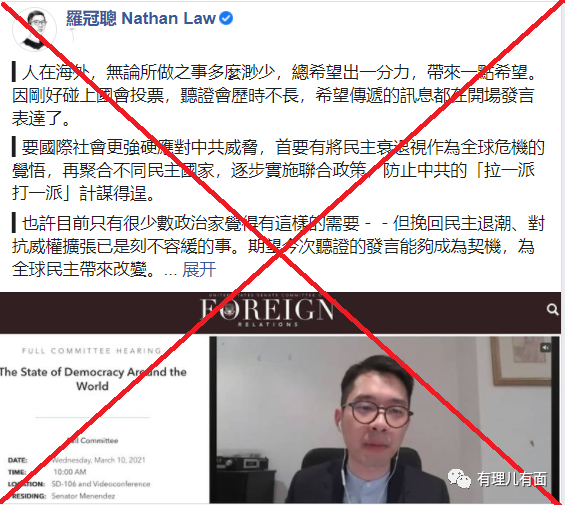 羅冠聰 Nathan Law
人在海外，無論所做之事多麼渺少，總希望出一分力，帶來一點希望。
因剛好碰上國會投票，聽證會歷時不長，希望傳遞的訊息都在開場發言
表達了。
要國際社會更強硬應對中共威脅，首要有將民主衰退視作為全球危機的
覺悟，再聚合不同民主國家，逐步實施聯合政策，防止中共的「拉一派
打一派」計謀得逞。
也許目前只有很少數政治家覺得有這樣的需要 - - 但挽回民主退潮、對
抗威權擴張已是刻不容緩的事。期望今次聽證的發言能夠成為契機，為
全球民主帶來改變。... 展开
UNITED STATES SENATE COMMITTEE ON
FOREIGN
RELATIONS
FULL COMMITTEE HEARING
The State of Democracy Around the
World
Full Committee
DATE: Wednesday, March 10, 2021
TIME: 10:00 AM
LOCATION: SD-106 and Videoconference
RESIDING: Senator Menendez
有理儿有面